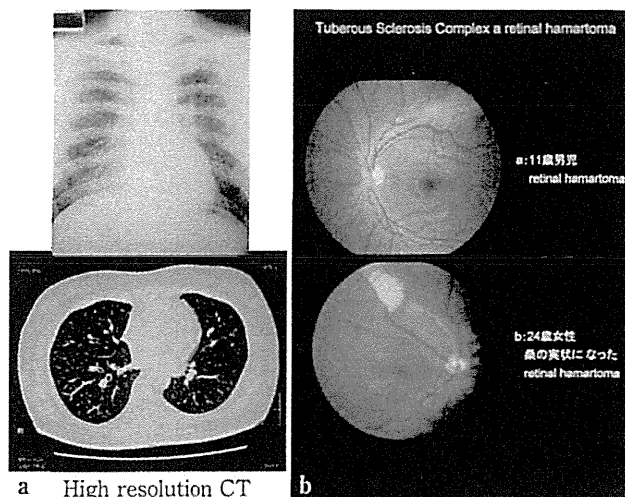 Tuberous Sclerosis Complex a retinal hamartoma
a:11歳男児
retinal hamartoma
b:24歳女性
桑の実状になった
retinal hamartoma
a High resolution CT
b